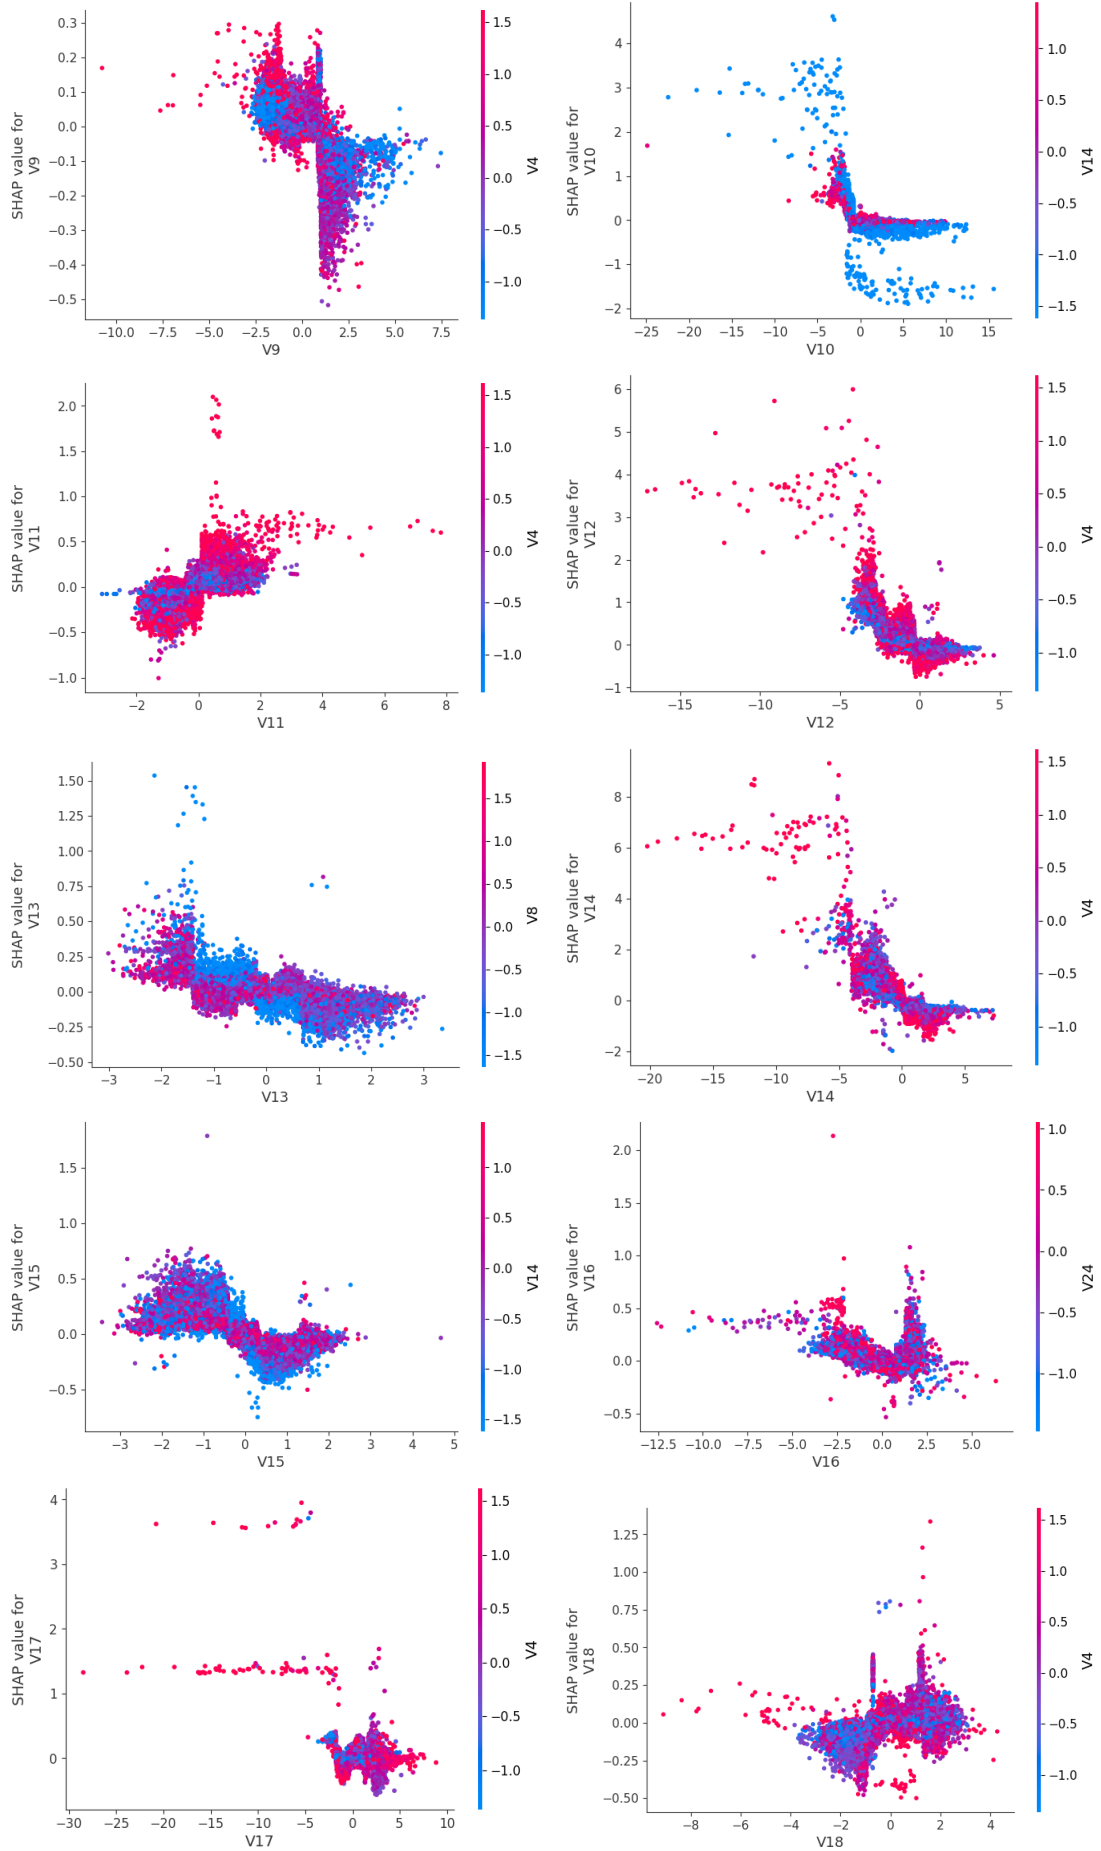 0.3
0.2
0.1
0.0
−0.1
−0.2
−0.3
−0.4
−0.5
SHAP value for
V9
−10.0 −7.5 −5.0 −2.5 0.0 2.5 5.0 7.5
V9
1.5
1.0
0.5
0.0
−0.5
−1.0
V4
4
3
2
1
0
−1
−2
SHAP value for
V10
−25 −20 −15 −10 −5 0 5 10 15
V10
1.0
0.5
0.0
−0.5
−1.0
−1.5
V14
2.0
1.5
1.0
0.5
0.0
−0.5
−1.0
SHAP value for
V11
−2 0 2 4 6 8
V11
1.5
1.0
0.5
0.0
−0.5
−1.0
V4
6
5
4
3
2
1
0
−1
SHAP value for
V12
−15 −10 −5 0 5
V12
1.5
1.0
0.5
0.0
−0.5
−1.0
V4
1.50
1.25
1.00
0.75
0.50
0.25
0.00
−0.25
−0.50
SHAP value for
V13
−3 −2 −1 0 1 2 3
V13
1.5
1.0
0.5
0.0
−0.5
−1.0
−1.5
V8
8
6
4
2
0
−2
SHAP value for
V14
−20 −15 −10 −5 0 5
V14
1.5
1.0
0.5
0.0
−0.5
−1.0
V4
1.5
1.0
0.5
0.0
−0.5
SHAP value for
V15
−3 −2 −1 0 1 2 3 4 5
V15
1.0
0.5
0.0
−0.5
−1.0
−1.5
V14
2.0
1.5
1.0
0.5
0.0
−0.5
SHAP value for
V16
−12.5 −10.0 −7.5 −5.0 −2.5 0.0 2.5 5.0
V16
1.0
0.5
0.0
−0.5
−1.0
V24
4
3
2
1
0
SHAP value for
V17
−30 −25 −20 −15 −10 −5 0 5 10
V17
1.5
1.0
0.5
0.0
−0.5
−1.0
V4
1.25
1.00
0.75
0.50
0.25
0.00
−0.25
−0.50
SHAP value for
V18
−8 −6 −4 −2 0 2 4
V18
1.5
1.0
0.5
0.0
−0.5
−1.0
V4